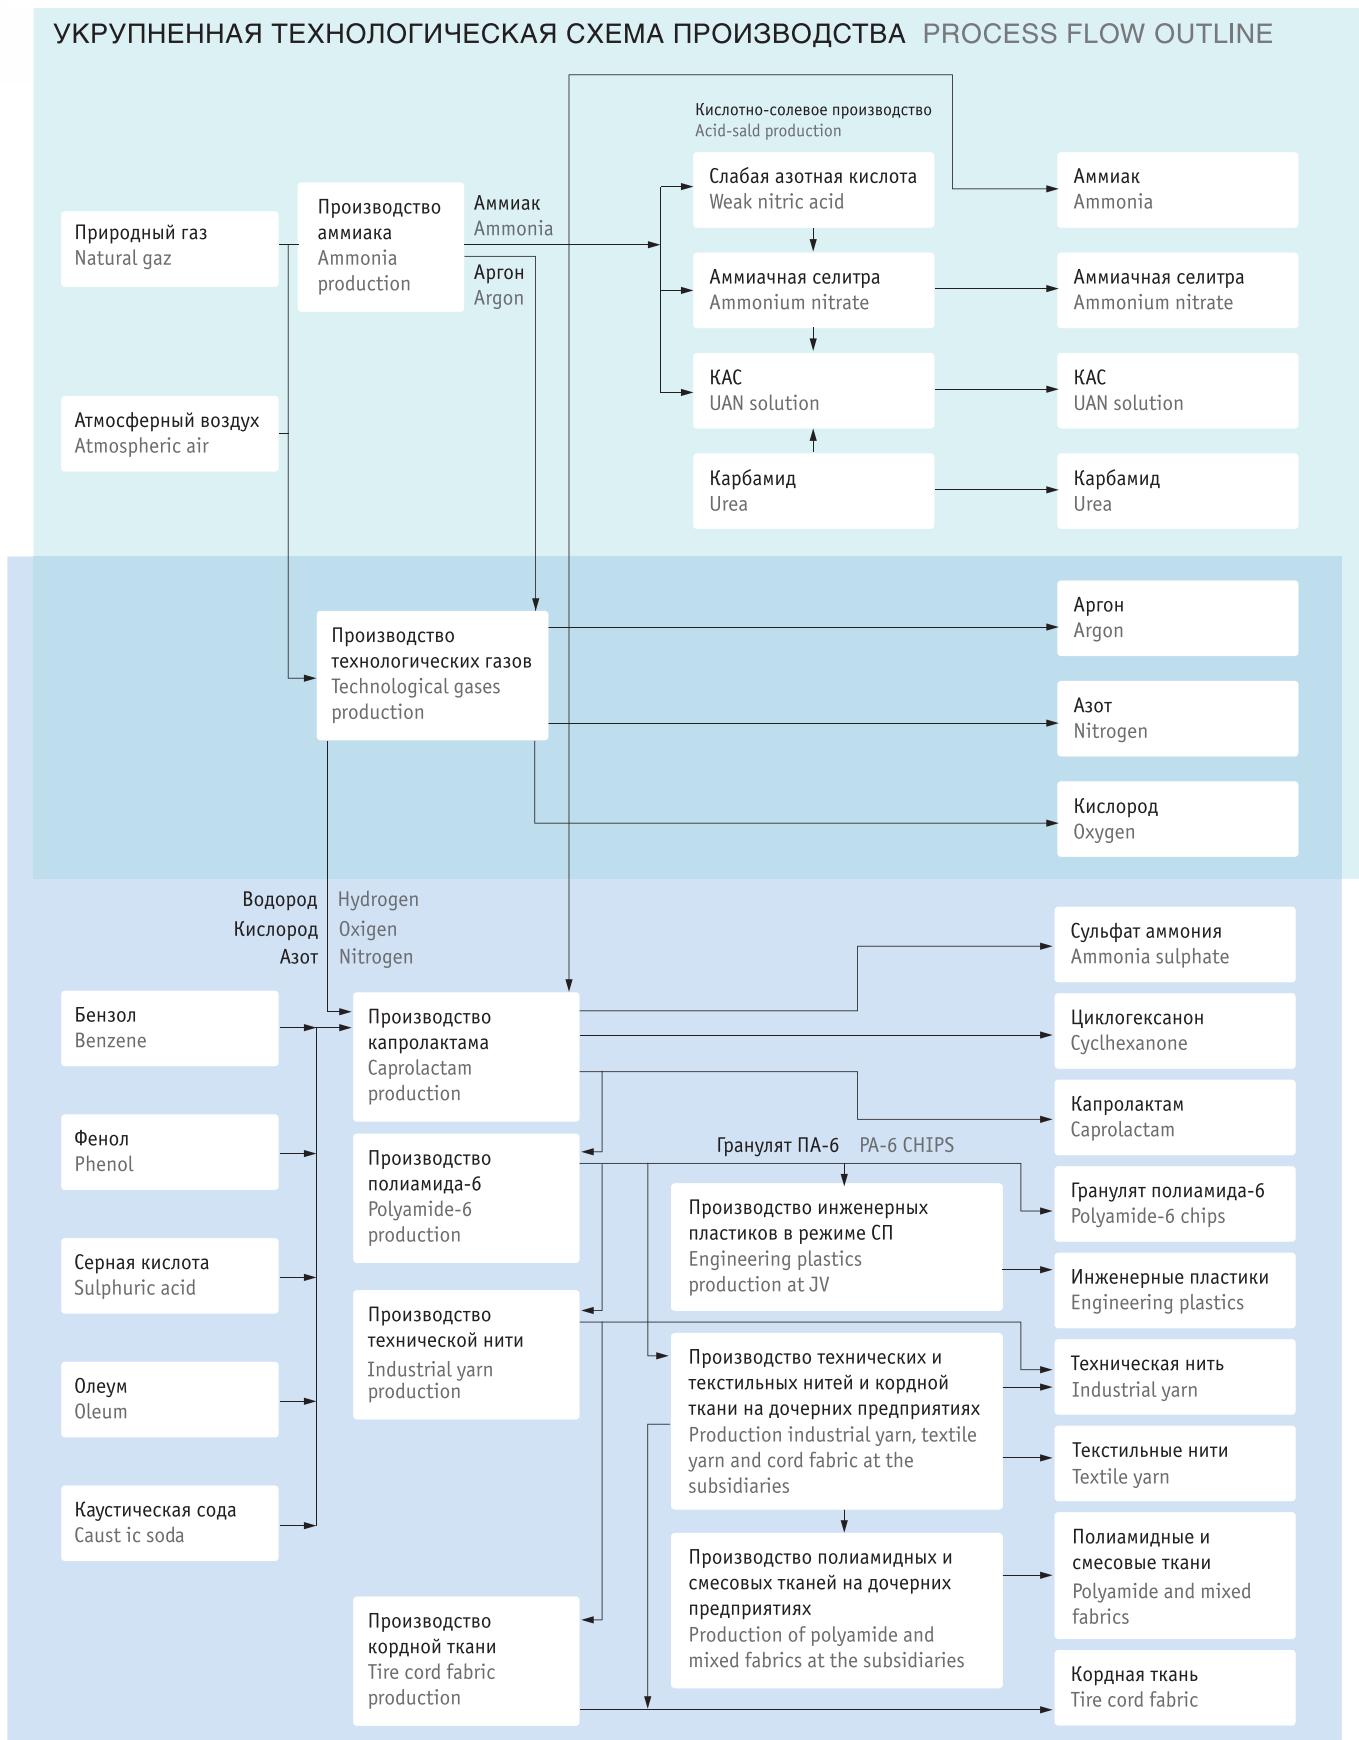 УКРУПНЕННАЯ ТЕХНОЛОГИЧЕСКАЯ СХЕМА ПРОИЗВОДСТВА PROCESS FLOW OUTLINE
Кислотно-солевое производство
Acid-sald production
Природный газ
Natural gaz
Производство
аммиака
Ammonia
production
Аммиак
Ammonia
Аргон
Argon
Слабая азотная кислота
Weak nitric acid
Аммиак
Ammonia
Аммиачная селитра
Ammonium nitrate
Аммиачная селитра
Ammonium nitrate
Атмосферный воздух
Atmospheric air
КАС
UAN solution
КАС
UAN solution
Карбамид
Urea
Карбамид
Urea
Производство
технологических газов
Technological gases
production
Аргон
Argon
Азот
Nitrogen
Кислород
Oxygen
Водород Hydrogen
Кислород Oxigen
Азот Nitrogen
Бензол
Benzene
Фенол
Phenol
Серная кислота
Sulphuric acid
Олеум
Oleum
Каустическая сода
Caust ic soda
Производство
капролактама
Caprolactam
production
Производство
полиамида-6
Polyamide-6
production
Производство
технической нити
Industrial yarn
production
Производство
кордной ткани
Tire cord fabric
production
Гранулят ПА-6 PA-6 CHIPS
Производство инженерных
пластиков в режиме СП
Engineering plastics
production at JV
Производство технических и
текстильных нитей и кордной
ткани на дочерних предприятиях
Production industrial yarn, textile
yarn and cord fabric at the
subsidiaries
Производство полиамидных и
смесовых тканей на дочерних
предприятиях
Production of polyamide and
mixed fabrics at the subsidiaries
Сульфат аммония
Ammonia sulphate
Циклогексанон
Cyclhexanone
Капролактам
Caprolactam
Гранулят полиамида-6
Polyamide-6 chips
Инженерные пластики
Engineering plastics
Техническая нить
Industrial yarn
Текстильные нити
Textile yarn
Полиамидные и
смесовые ткани
Polyamide and mixed
fabrics
Кордная ткань
Tire cord fabric